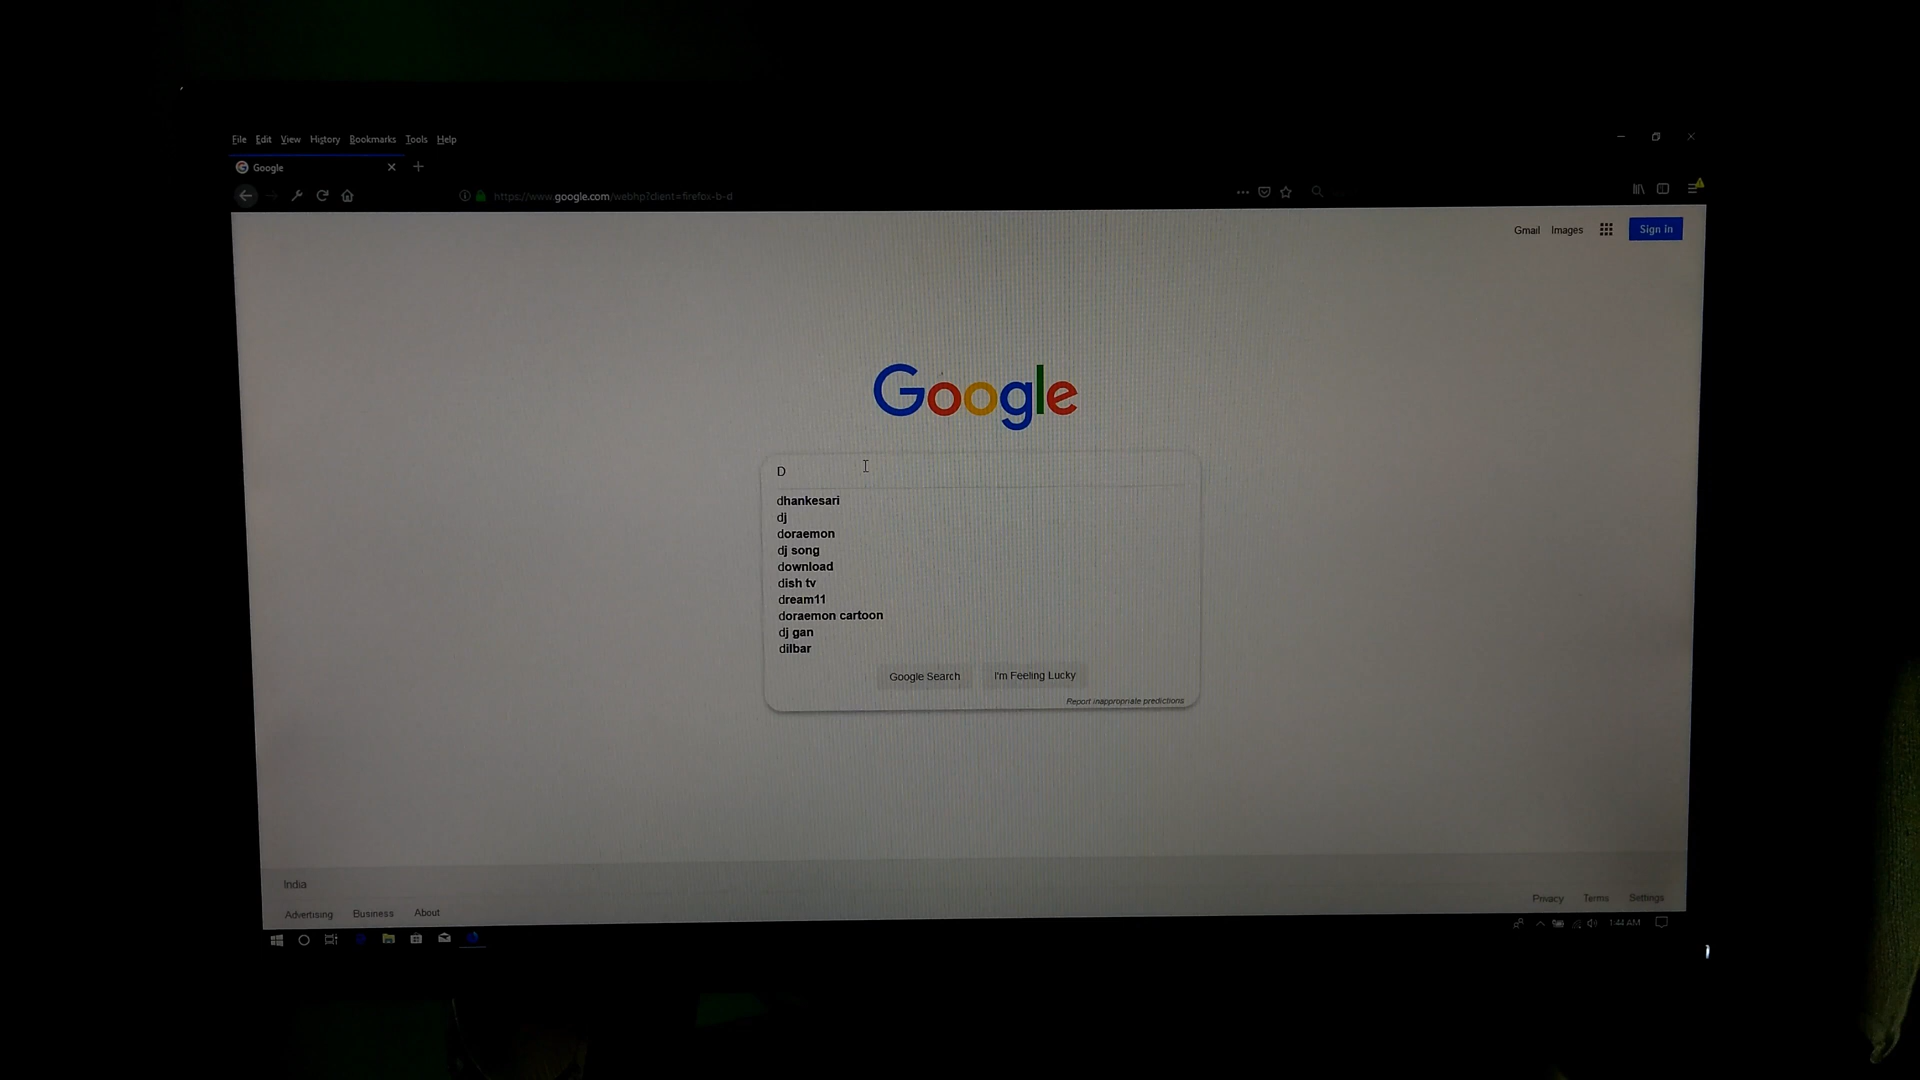 File Edit View History Bookmarks Tools Help
Google
https://www.google.com/webhp?client=firefox-b-d
Gmail Images Sign in
Google
D
dhankesari
dj
doraemon
dj song
download
dish tv
dream11
doraemon cartoon
dj gan
dilbar
Google Search I'm Feeling Lucky
Report inappropriate predictions
India
Advertising Business About
Privacy Terms Settings
1:44 AM